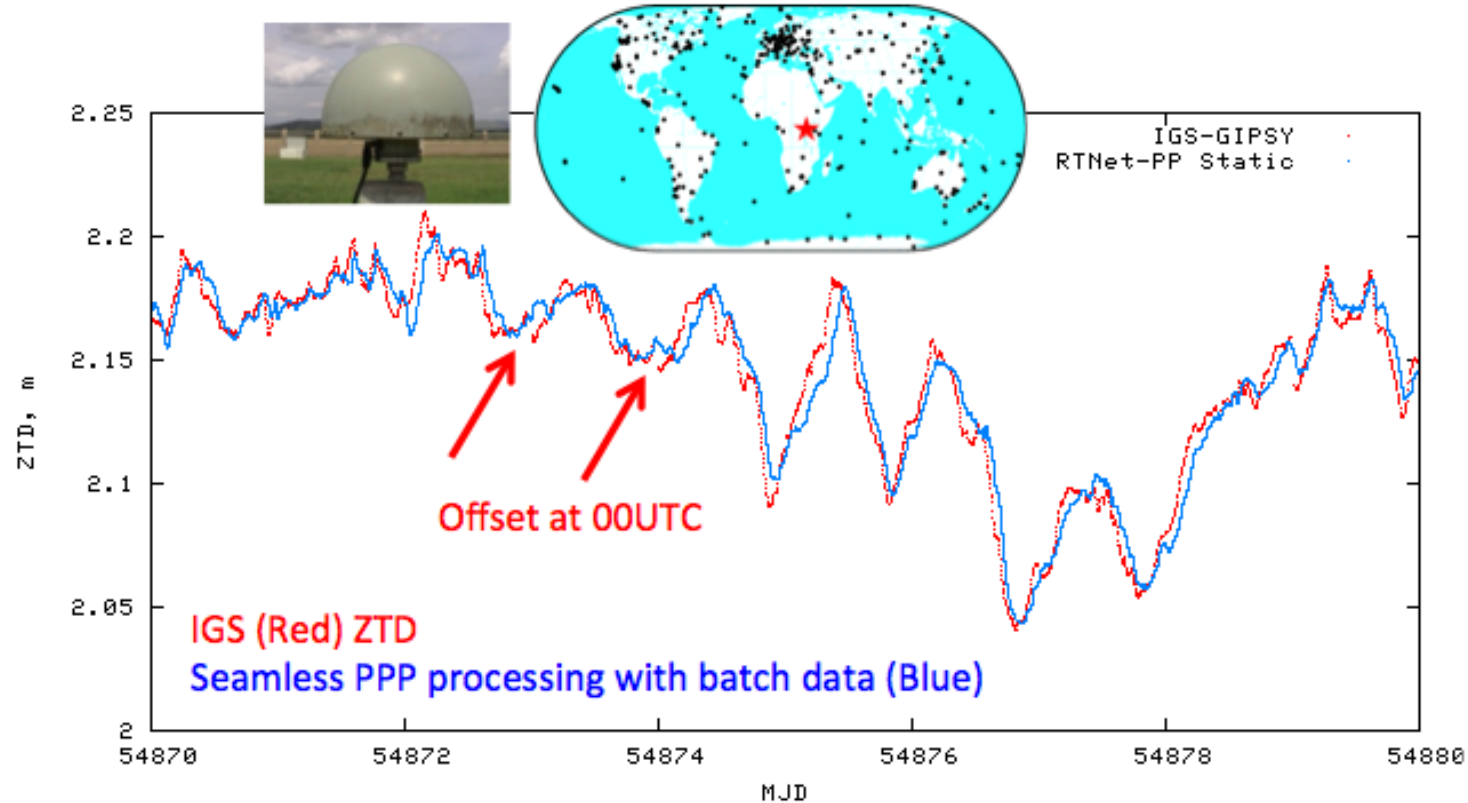 2.25
2.2
2.15
2.1
2.05
2
ZTD, m
IGS-GIPSY
RTNet-PP Static
Offset at 00UTC
IGS (Red) ZTD
Seamless PPP processing with batch data (Blue)
54870 54872 54874 54876 54878 54880
MJD